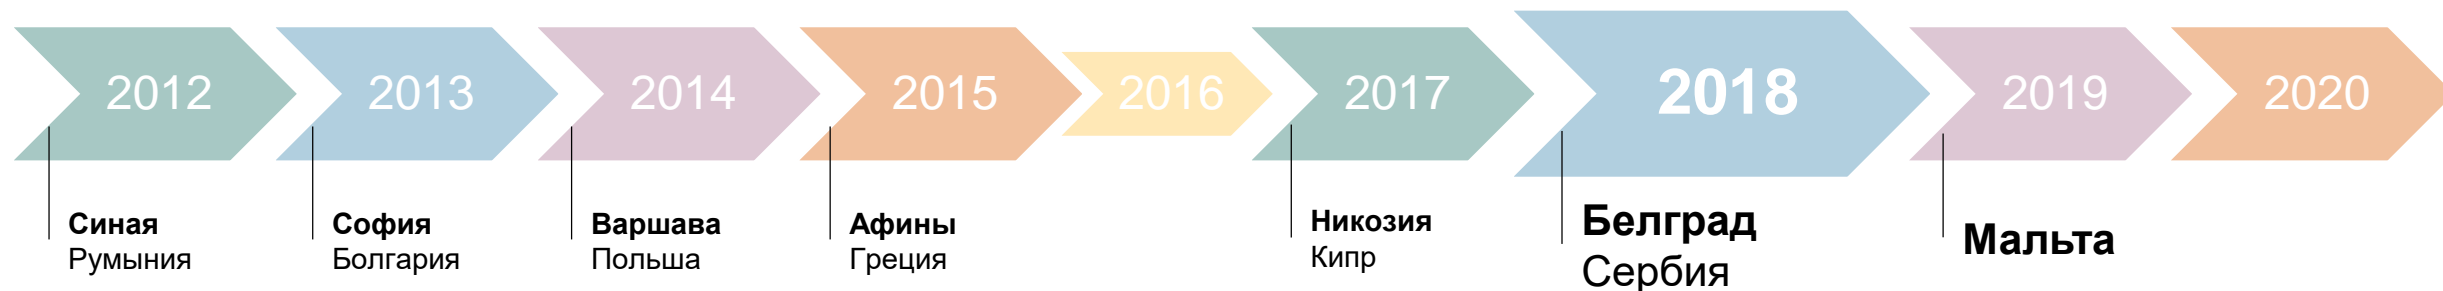 2012
2013
2014
2015
2016
2017
2018
2019
2020
Синая
Румыния
София
Болгария
Варшава
Польша
Афины
Греция
Никозия
Кипр
Белград
Сербия
Мальта